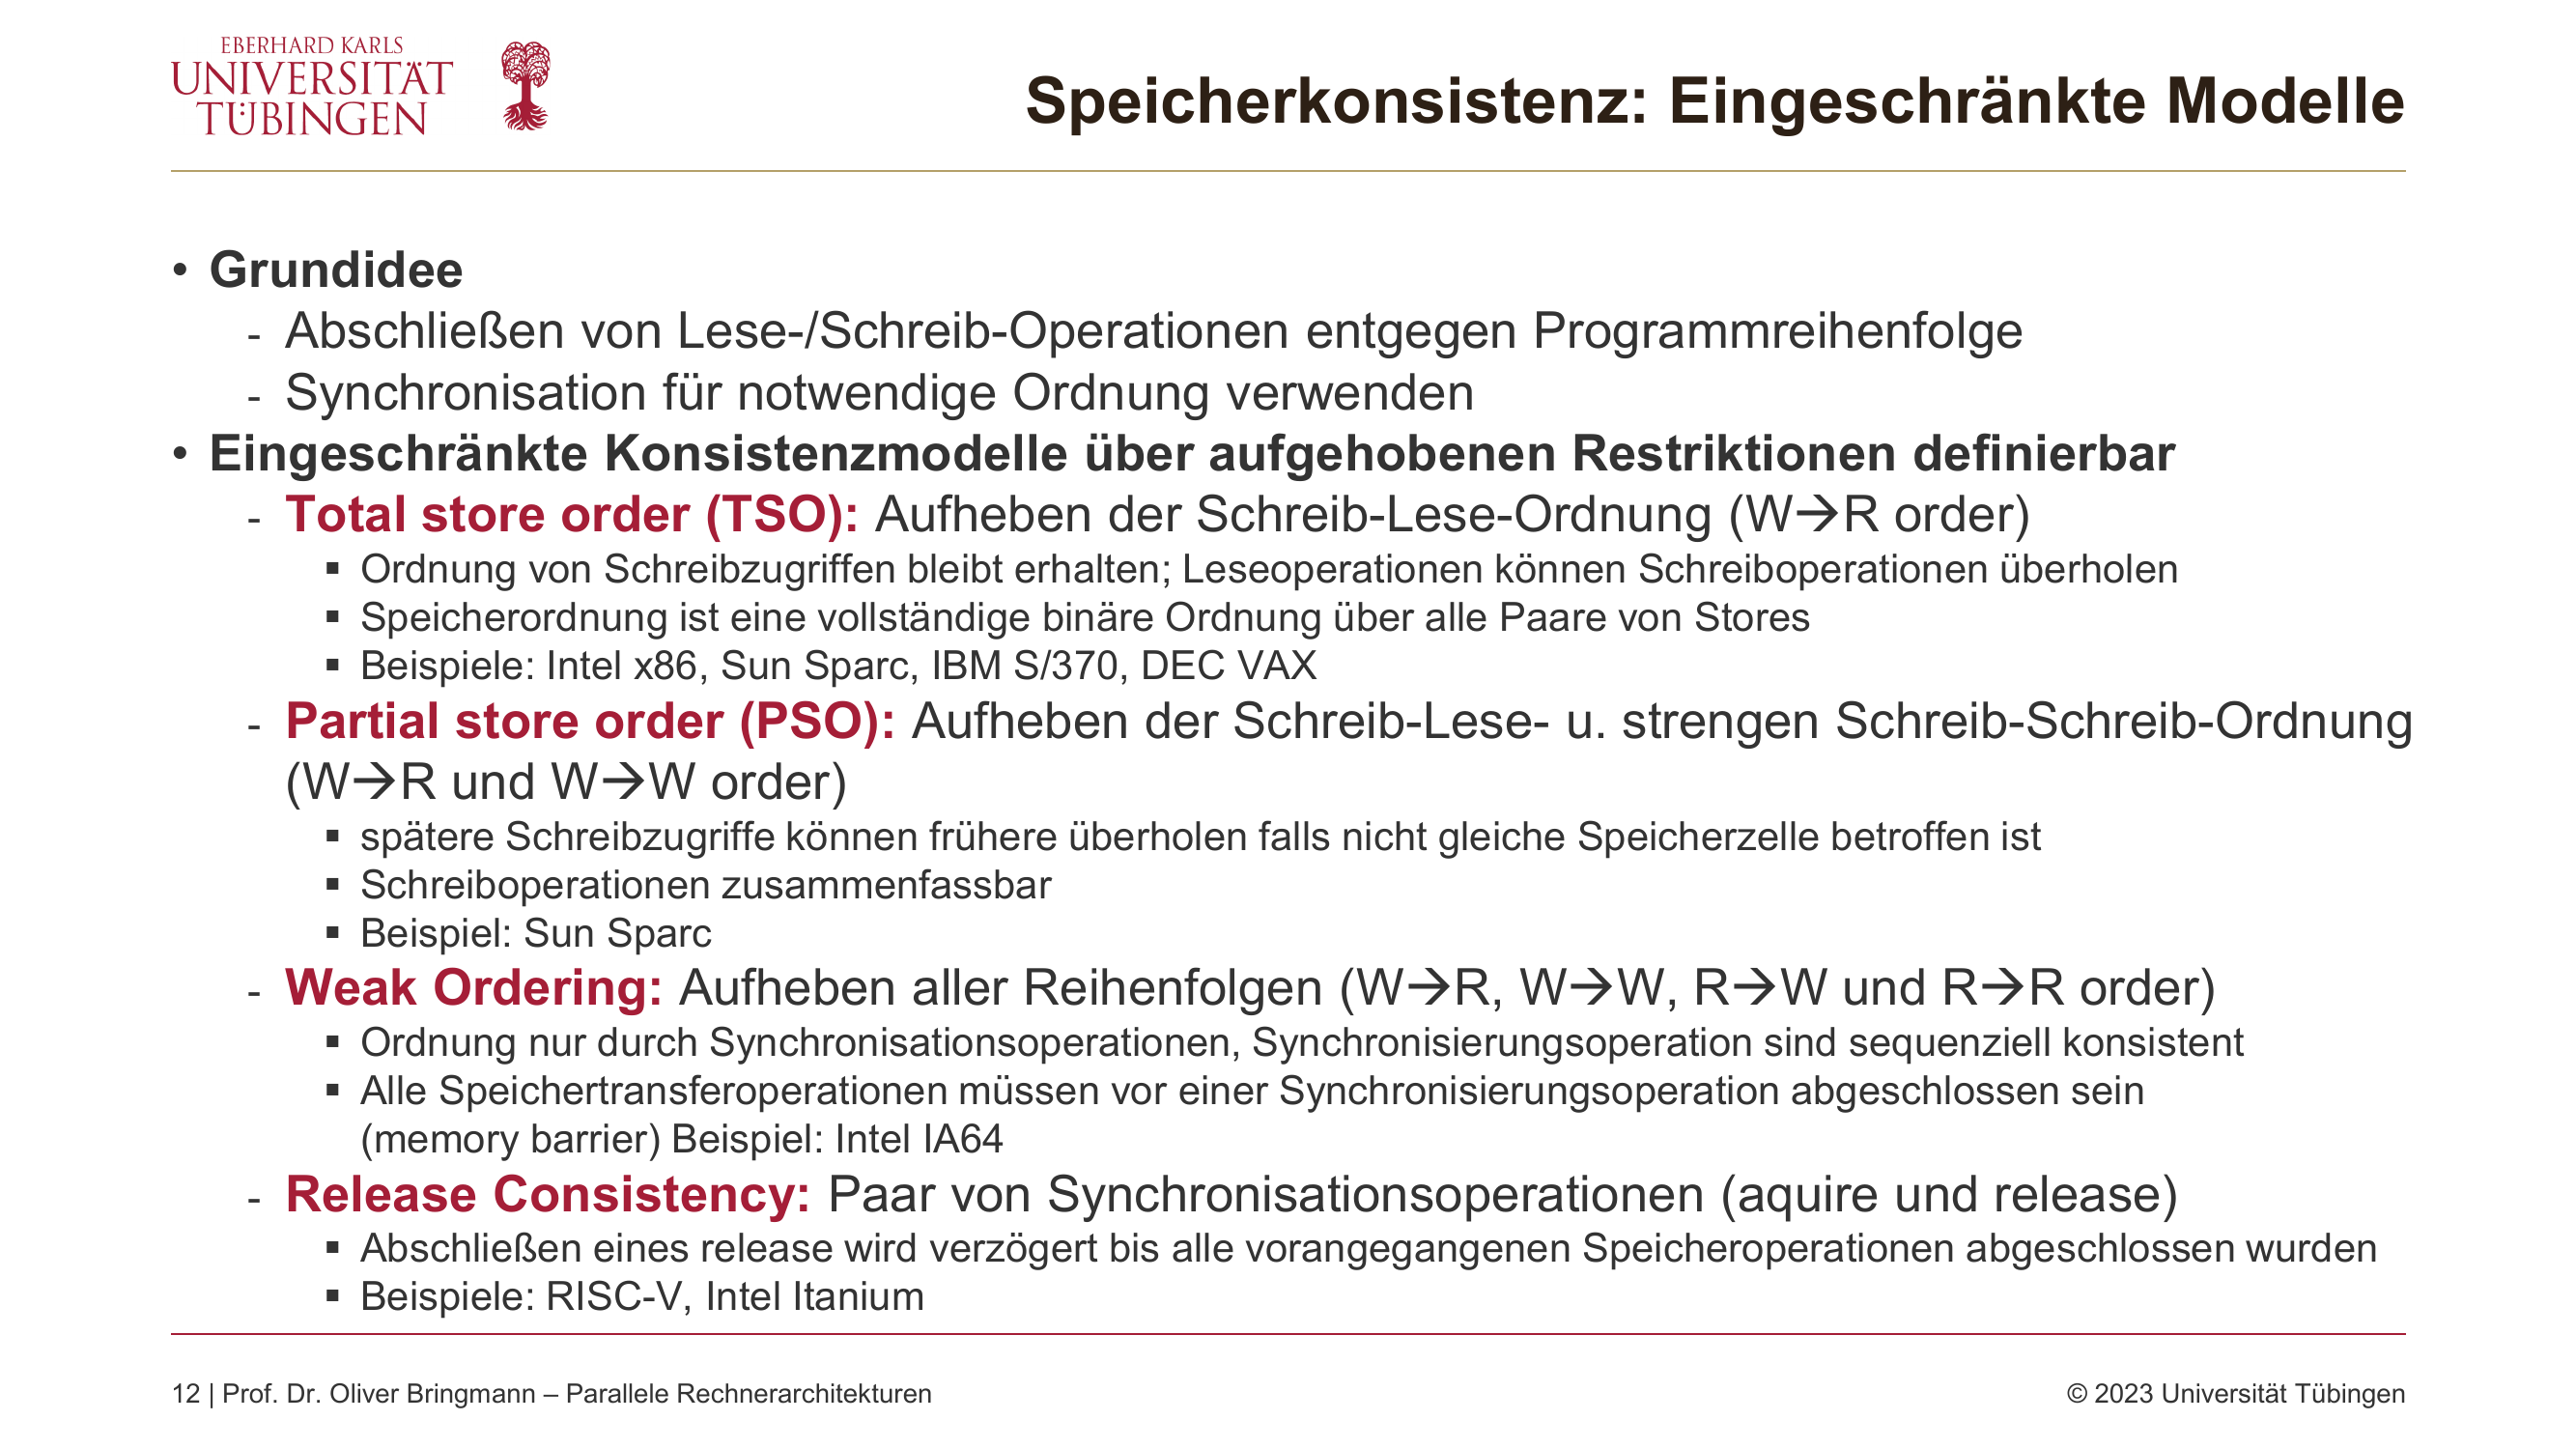 EBERHARD KARLS
UNIVERSITÄT
TÜBINGEN
Speicherkonsistenz: Eingeschränkte Modelle
• Grundidee
- Abschließen von Lese-/Schreib-Operationen entgegen Programmreihenfolge
- Synchronisation für notwendige Ordnung verwenden
• Eingeschränkte Konsistenzmodelle über aufgehobenen Restriktionen definierbar
- Total store order (TSO): Aufheben der Schreib-Lese-Ordnung (W→R order)
▪ Ordnung von Schreibzugriffen bleibt erhalten; Leseoperationen können Schreiboperationen überholen
▪ Speicherordnung ist eine vollständige binäre Ordnung über alle Paare von Stores
▪ Beispiele: Intel x86, Sun Sparc, IBM S/370, DEC VAX
- Partial store order (PSO): Aufheben der Schreib-Lese- u. strengen Schreib-Schreib-Ordnung
(W→R und W→W order)
▪ spätere Schreibzugriffe können frühere überholen falls nicht gleiche Speicherzelle betroffen ist
▪ Schreiboperationen zusammenfassbar
▪ Beispiel: Sun Sparc
- Weak Ordering: Aufheben aller Reihenfolgen (W→R, W→W, R→W und R→R order)
▪ Ordnung nur durch Synchronisationsoperationen, Synchronisierungsoperation sind sequenziell konsistent
▪ Alle Speichertransferoperationen müssen vor einer Synchronisierungsoperation abgeschlossen sein
(memory barrier) Beispiel: Intel IA64
- Release Consistency: Paar von Synchronisationsoperationen (aquire und release)
▪ Abschließen eines release wird verzögert bis alle vorangegangenen Speicheroperationen abgeschlossen wurden
▪ Beispiele: RISC-V, Intel Itanium
12 | Prof. Dr. Oliver Bringmann – Parallele Rechnerarchitekturen
© 2023 Universität Tübingen